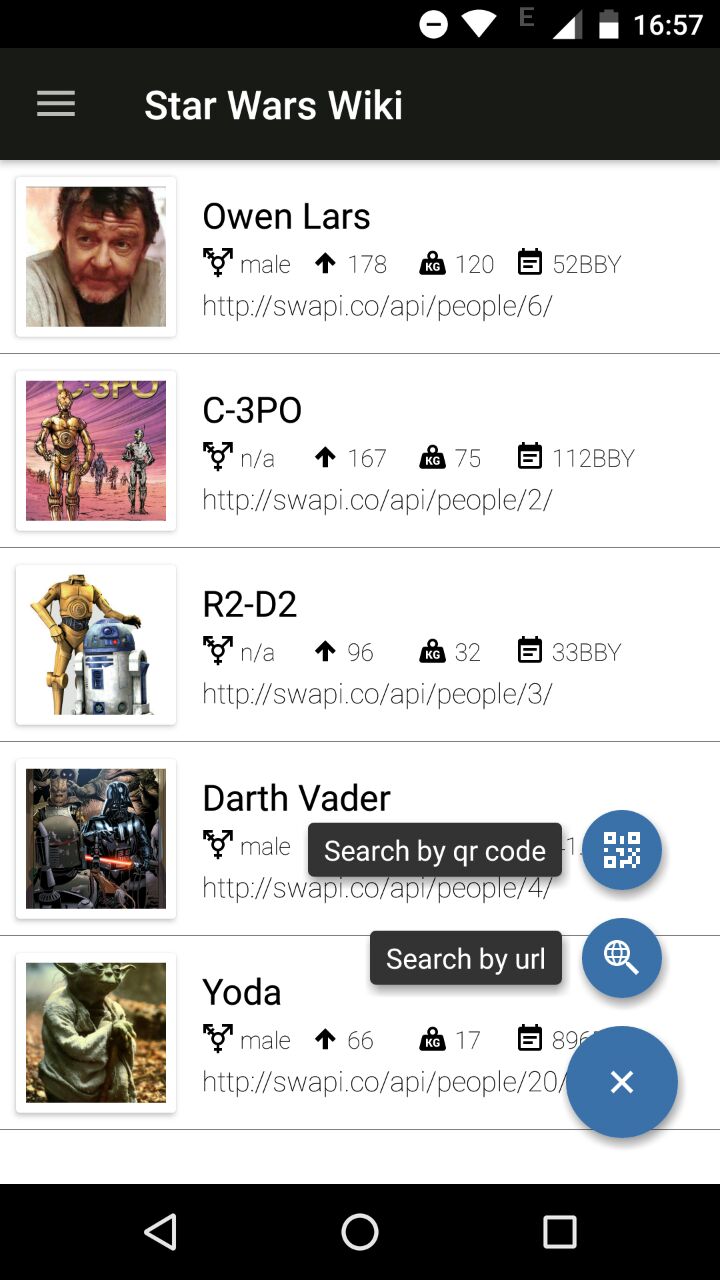 E 16:57
Star Wars Wiki
Owen Lars
male 178 KG 120 52BBY
http://swapi.co/api/people/6/
C-3PO
C-3PO
n/a 167 KG 75 112BBY
http://swapi.co/api/people/2/
R2-D2
n/a 96 KG 32 33BBY
http://swapi.co/api/people/3/
Darth Vader
male
Search by qr code
http://swapi.co/api/people/4/
Search by url
Yoda
male 66 KG 17 896
http://swapi.co/api/people/20/